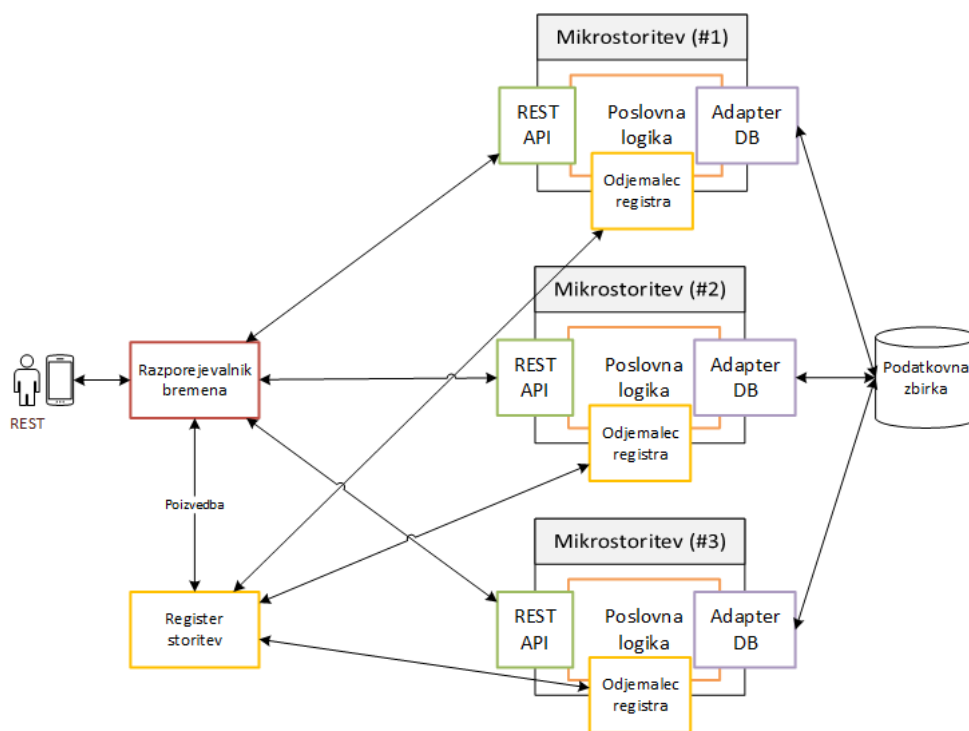 Mikrostoritev (#1)
REST
API
Poslovna
logika
Adapter
DB
Odjemalec
registra
Mikrostoritev (#2)
REST
API
Poslovna
logika
Adapter
DB
Odjemalec
registra
Razporejevalnik
bremena
REST
Podatkovna
zbirka
Poizvedba
Mikrostoritev (#3)
REST
API
Poslovna
logika
Adapter
DB
Odjemalec
registra
Register
storitev